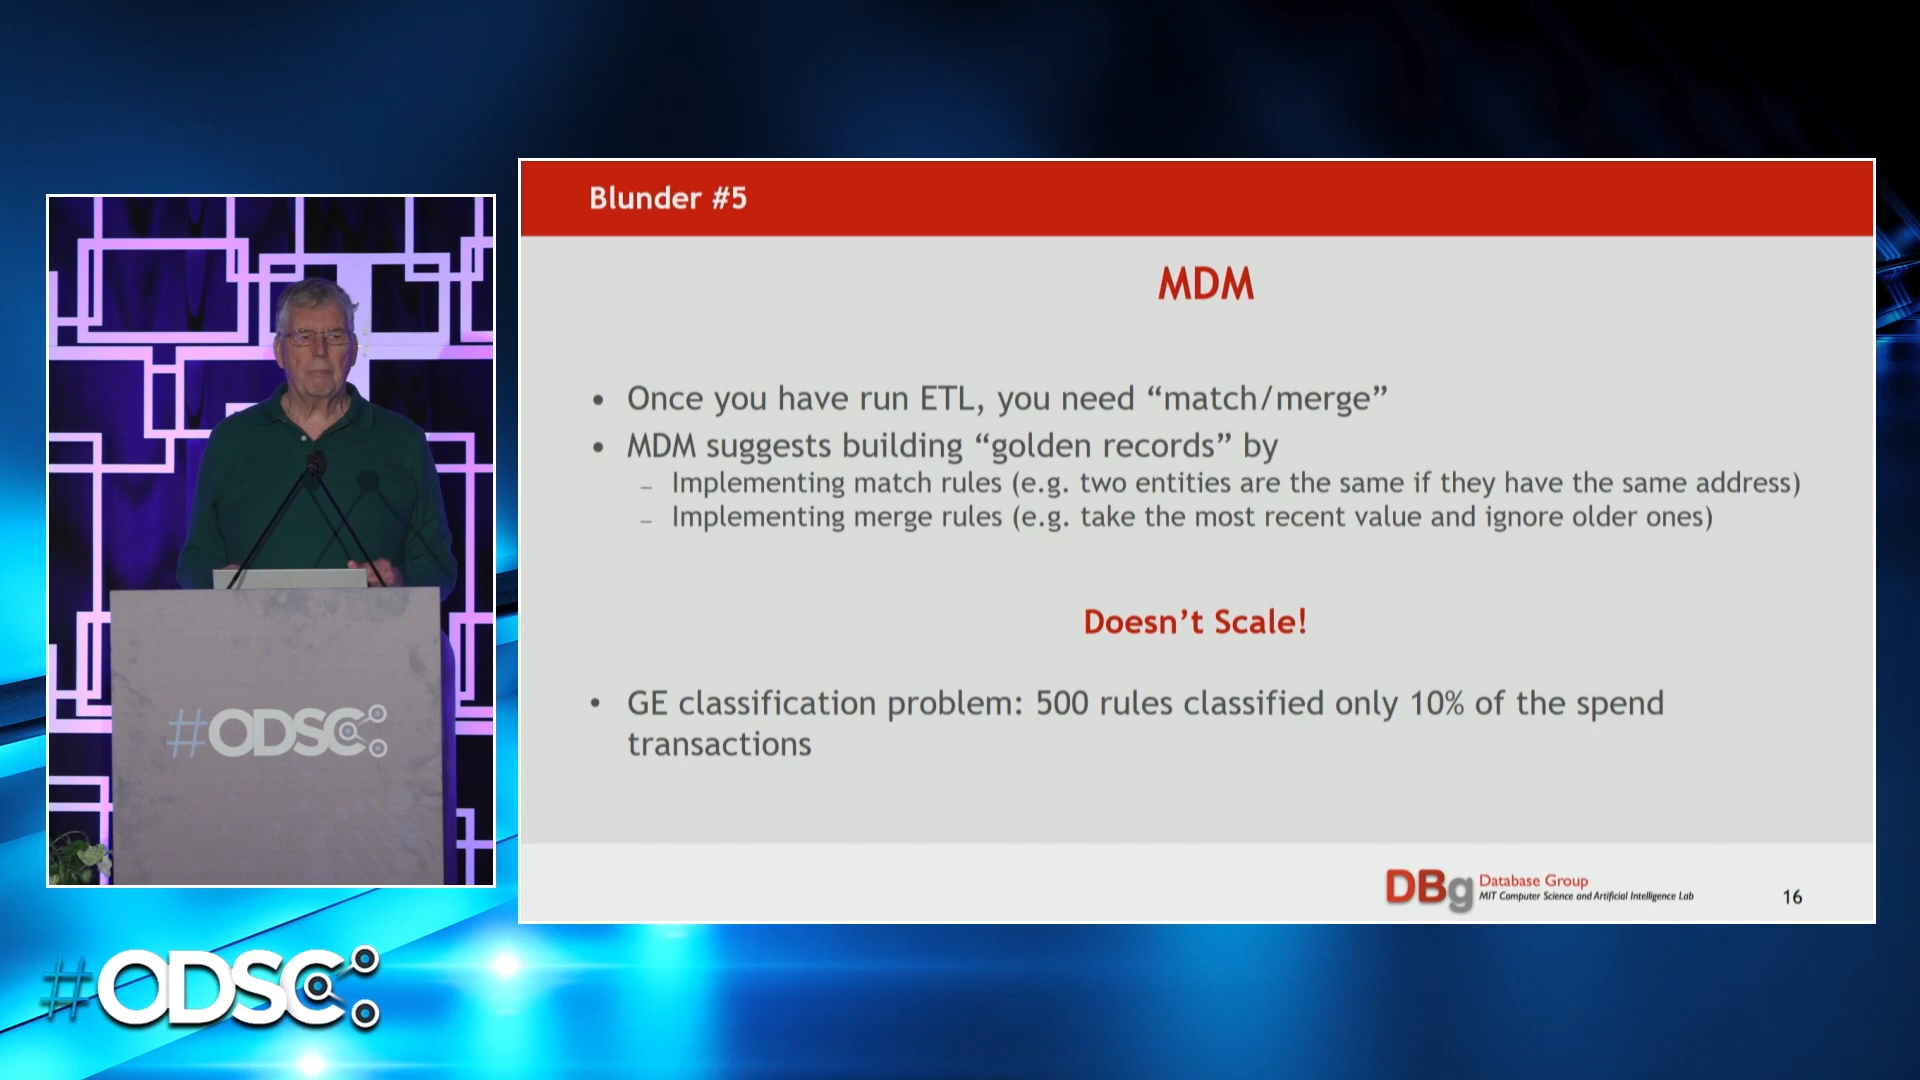 Blunder #5
MDM
• Once you have run ETL, you need “match/merge”
• MDM suggests building “golden records” by
– Implementing match rules (e.g. two entities are the same if they have the same address)
– Implementing merge rules (e.g. take the most recent value and ignore older ones)
Doesn’t Scale!
• GE classification problem: 500 rules classified only 10% of the spend
transactions
DBg
Database Group
MIT Computer Science and Artificial Intelligence Lab
16
#ODSC
#ODSC